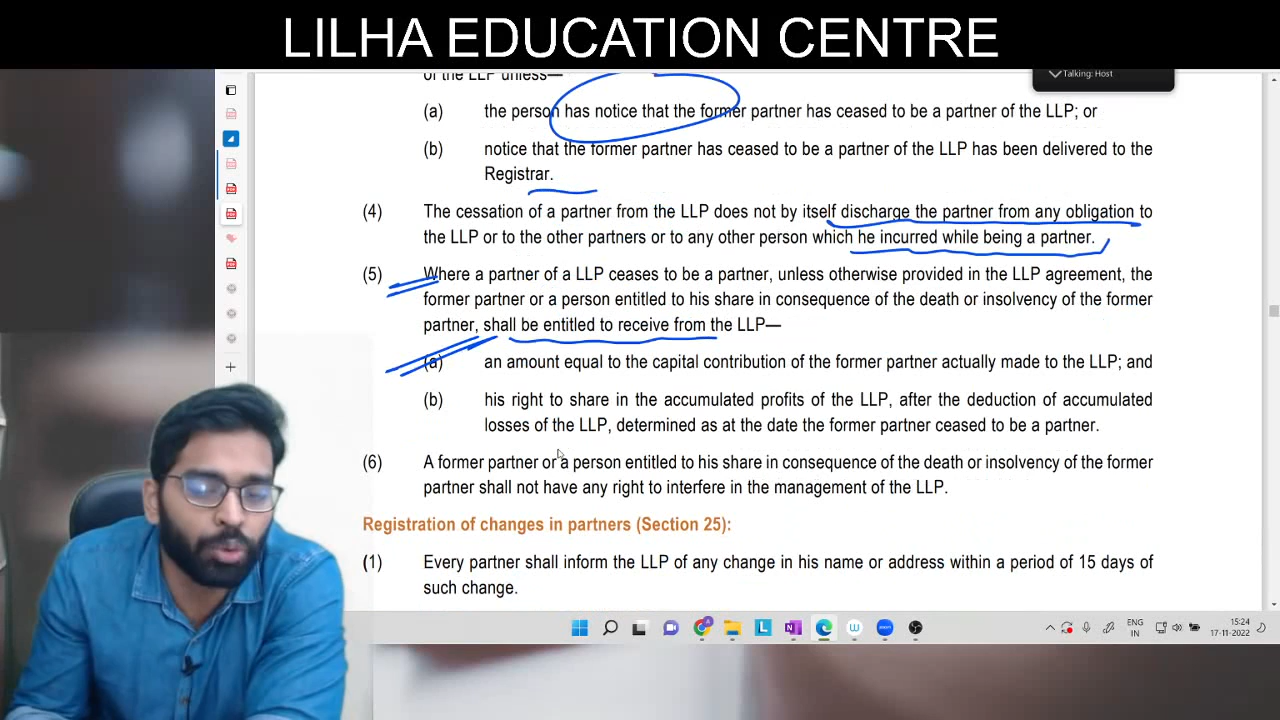 LILHA EDUCATION CENTRE
Talking: Host
of the LLP unless—
(a) the person has notice that the former partner has ceased to be a partner of the LLP; or
(b) notice that the former partner has ceased to be a partner of the LLP has been delivered to the
Registrar.
(4) The cessation of a partner from the LLP does not by itself discharge the partner from any obligation to
the LLP or to the other partners or to any other person which he incurred while being a partner.
(5) Where a partner of a LLP ceases to be a partner, unless otherwise provided in the LLP agreement, the
former partner or a person entitled to his share in consequence of the death or insolvency of the former
partner, shall be entitled to receive from the LLP—
(a) an amount equal to the capital contribution of the former partner actually made to the LLP; and
(b) his right to share in the accumulated profits of the LLP, after the deduction of accumulated
losses of the LLP, determined as at the date the former partner ceased to be a partner.
(6) A former partner or a person entitled to his share in consequence of the death or insolvency of the former
partner shall not have any right to interfere in the management of the LLP.
Registration of changes in partners (Section 25):
(1) Every partner shall inform the LLP of any change in his name or address within a period of 15 days of
such change.
ENG
IN
15:24
17-11-2022